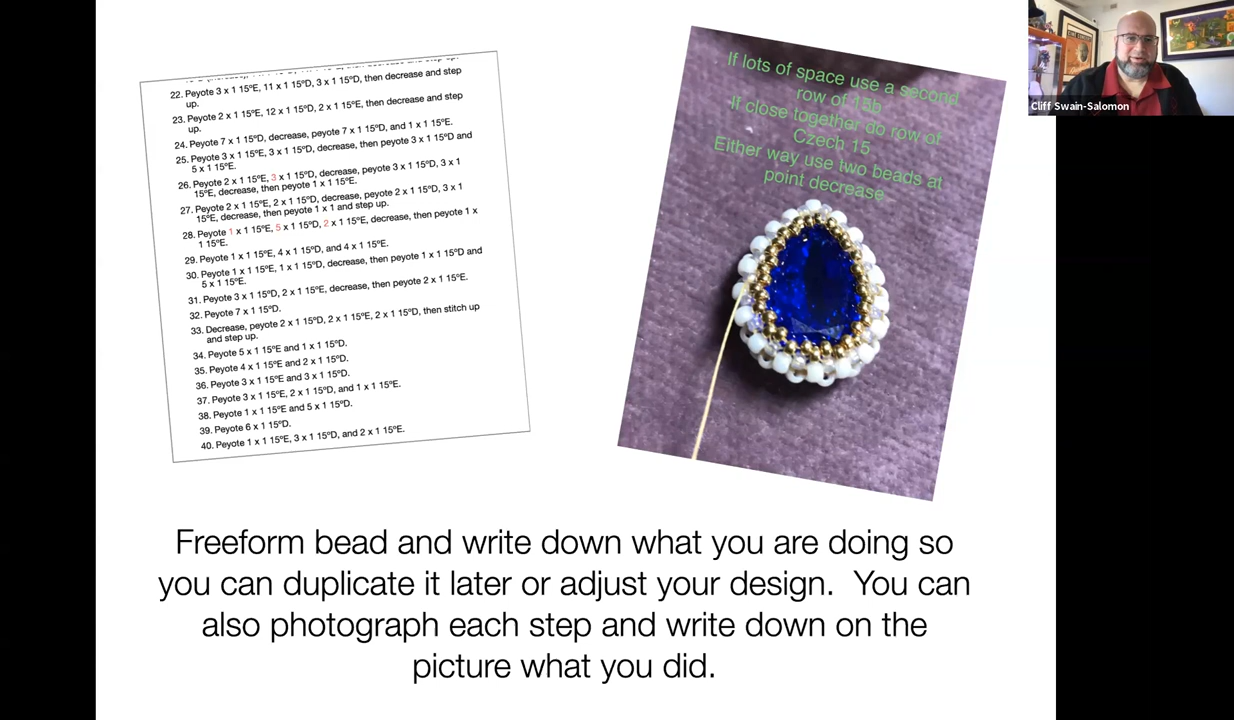 22. Peyote 3 x 1 15ºE, 11 x 1 15ºD, 3 x 1 15ºD, then decrease and step
up.
23. Peyote 2 x 1 15ºE, 12 x 1 15ºD, 2 x 1 15ºE, then decrease and step
up.
24. Peyote 7 x 1 15ºD, decrease, peyote 7 x 1 15ºD, and 1 x 1 15ºE.
25. Peyote 3 x 1 15ºE, 3 x 1 15ºD, decrease, then peyote 3 x 1 15ºD and
5 x 1 15ºE.
26. Peyote 2 x 1 15ºE, 3 x 1 15ºD, decrease, peyote 3 x 1 15ºD, 3 x 1
15ºE, decrease, then peyote 1 x 1 15ºE.
27. Peyote 2 x 1 15ºE, 2 x 1 15ºD, decrease, peyote 2 x 1 15ºD, 3 x 1
15ºE, decrease, then peyote 1 x 1 and step up.
28. Peyote 1 x 1 15ºE, 5 x 1 15ºD, 2 x 1 15ºE, decrease, then peyote 1 x
1 15ºE.
29. Peyote 1 x 1 15ºE, 4 x 1 15ºD, and 4 x 1 15ºE.
30. Peyote 1 x 1 15ºE, 1 x 1 15ºD, decrease, then peyote 1 x 1 15ºD and
5 x 1 15ºE.
31. Peyote 3 x 1 15ºD, 2 x 1 15ºE, decrease, then peyote 2 x 1 15ºE.
32. Peyote 7 x 1 15ºD.
33. Decrease, peyote 2 x 1 15ºD, 2 x 1 15ºE, 2 x 1 15ºD, then stitch up
and step up.
34. Peyote 5 x 1 15ºE and 1 x 1 15ºD.
35. Peyote 4 x 1 15ºE and 2 x 1 15ºD.
36. Peyote 3 x 1 15ºE and 3 x 1 15ºD.
37. Peyote 3 x 1 15ºE, 2 x 1 15ºD, and 1 x 1 15ºE.
38. Peyote 1 x 1 15ºE and 5 x 1 15ºD.
39. Peyote 6 x 1 15ºD.
40. Peyote 1 x 1 15ºE, 3 x 1 15ºD, and 2 x 1 15ºE.
If lots of space use a second
row of 15b
If close together do row of
Czech 15
Either way use two beads at
point decrease
Cliff Swain-Salomon
Freeform bead and write down what you are doing so
you can duplicate it later or adjust your design. You can
also photograph each step and write down on the
picture what you did.